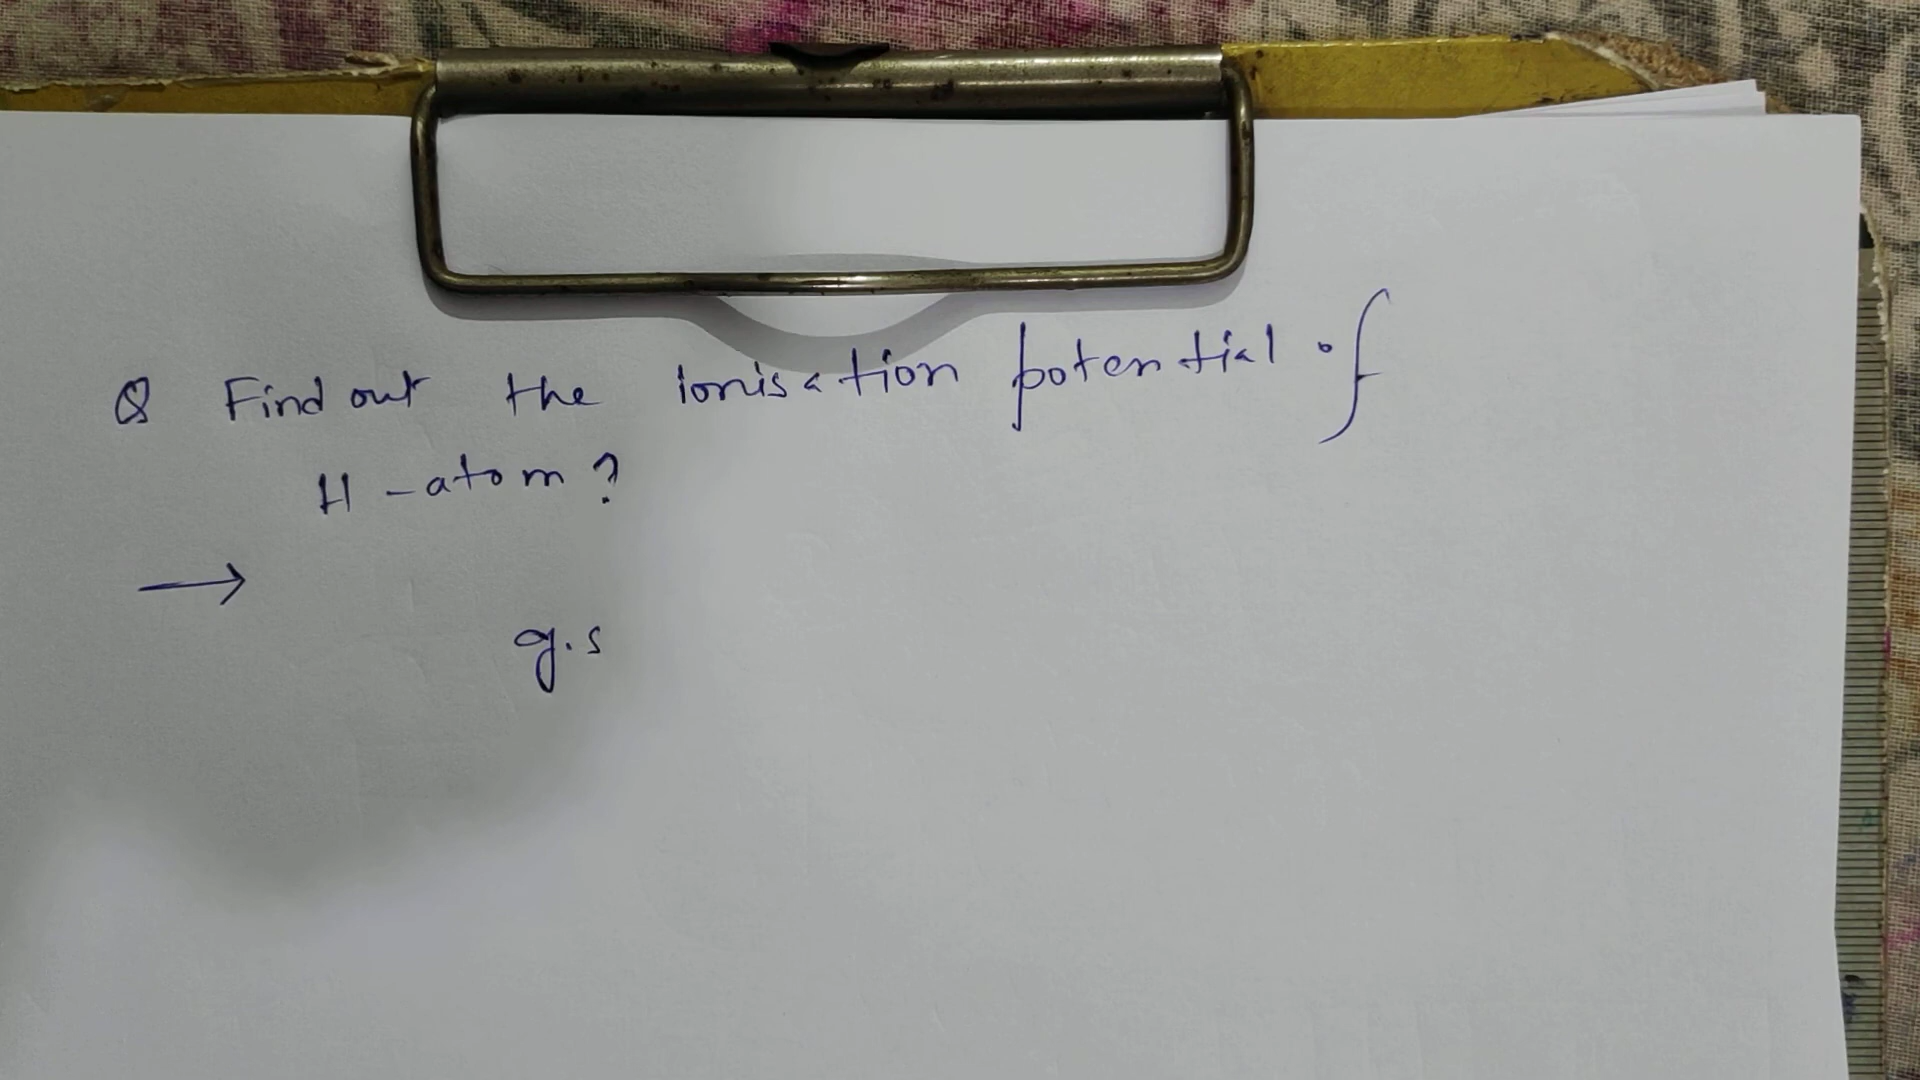 Q Find out the ionisation potential of
H - atom ?
→
g.s